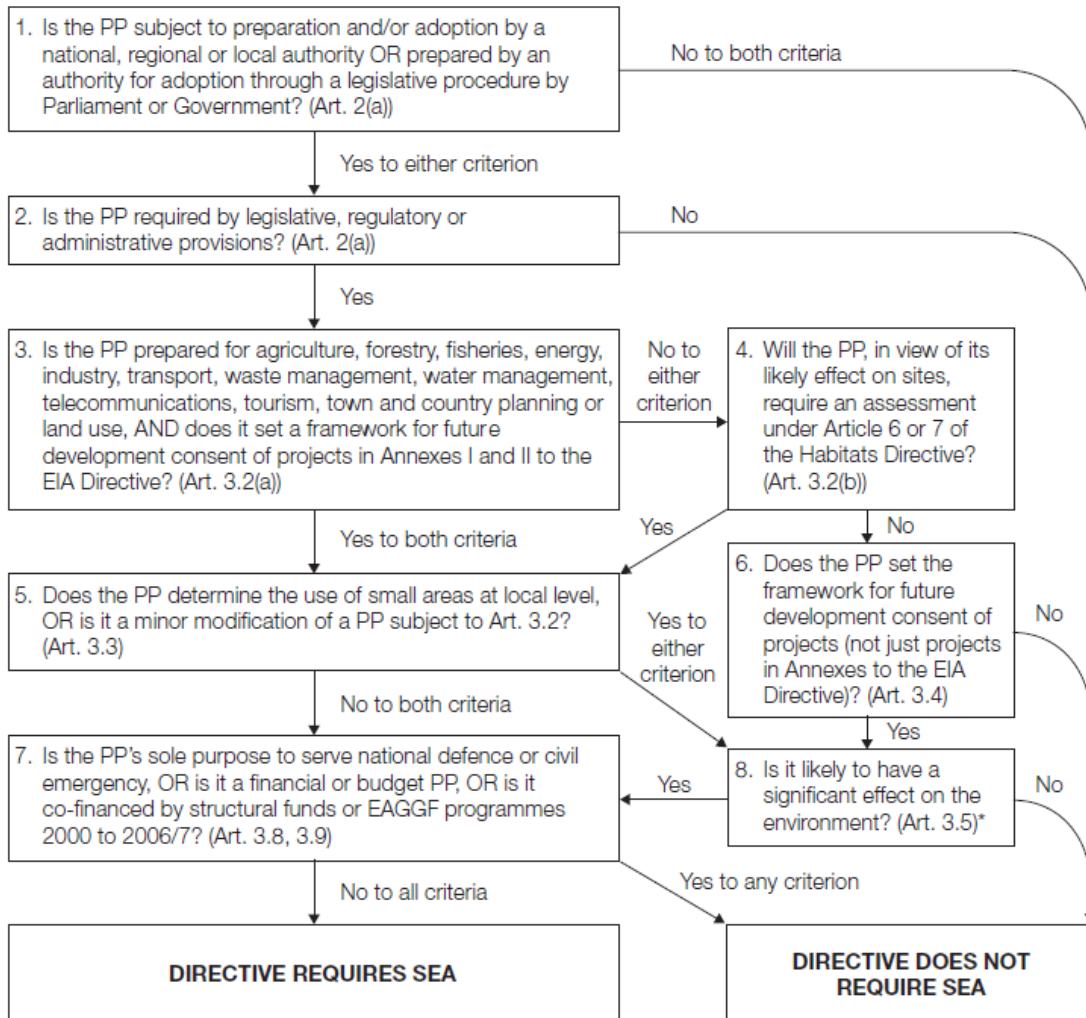 1. Is the PP subject to preparation and/or adoption by a
national, regional or local authority OR prepared by an
authority for adoption through a legislative procedure by
Parliament or Government? (Art. 2(a))
No to both criteria
Yes to either criterion
2. Is the PP required by legislative, regulatory or
administrative provisions? (Art. 2(a))
No
Yes
3. Is the PP prepared for agriculture, forestry, fisheries, energy,
industry, transport, waste management, water management,
telecommunications, tourism, town and country planning or
land use, AND does it set a framework for future
development consent of projects in Annexes I and II to the
EIA Directive? (Art. 3.2(a))
No to
either
criterion
4. Will the PP, in view of its
likely effect on sites,
require an assessment
under Article 6 or 7 of
the Habitats Directive?
(Art. 3.2(b))
Yes to both criteria
Yes
No
5. Does the PP determine the use of small areas at local level,
OR is it a minor modification of a PP subject to Art. 3.2?
(Art. 3.3)
Yes to
either
criterion
6. Does the PP set the
framework for future
development consent of
projects (not just projects
in Annexes to the EIA
Directive)? (Art. 3.4)
No
No to both criteria
Yes
7. Is the PP's sole purpose to serve national defence or civil
emergency, OR is it a financial or budget PP, OR is it
co-financed by structural funds or EAGGF programmes
2000 to 2006/7? (Art. 3.8, 3.9)
Yes
8. Is it likely to have a
significant effect on the
environment? (Art. 3.5)*
No
No to all criteria
Yes to any criterion
DIRECTIVE REQUIRES SEA
DIRECTIVE DOES NOT
REQUIRE SEA